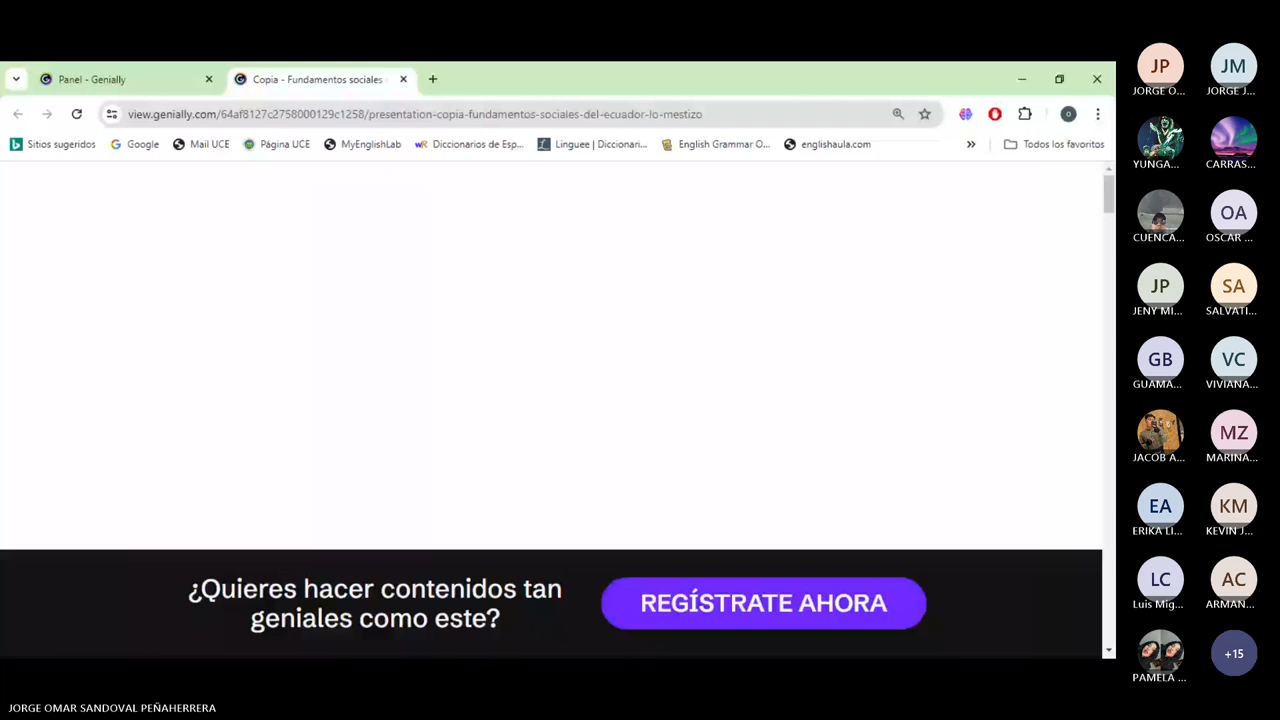 Panel - Genially
Copia - Fundamentos sociales
view.genially.com/64af8127c2758000129c1258/presentation-copia-fundamentos-sociales-del-ecuador-lo-mestizo
o
Sitios sugeridos
Google
Mail UCE
Página UCE
MyEnglishLab
WR Diccionarios de Esp...
Linguee | Diccionari...
English Grammar O...
englishaula.com
»
Todos los favoritos
¿Quieres hacer contenidos tan
geniales como este?
REGÍSTRATE AHORA
JP
JORGE O...
JM
JORGE J...
YUNGA...
CARRAS...
CUENCA...
OA
OSCAR ...
JP
JENY MI...
SA
SALVATI...
GB
GUAMA...
VC
VIVIANA...
JACOB A...
MZ
MARINA...
EA
ERIKA LI...
KM
KEVIN J...
LC
Luis Mig...
AC
ARMAN...
PAMELA ...
+15
JORGE OMAR SANDOVAL PEÑAHERRERA